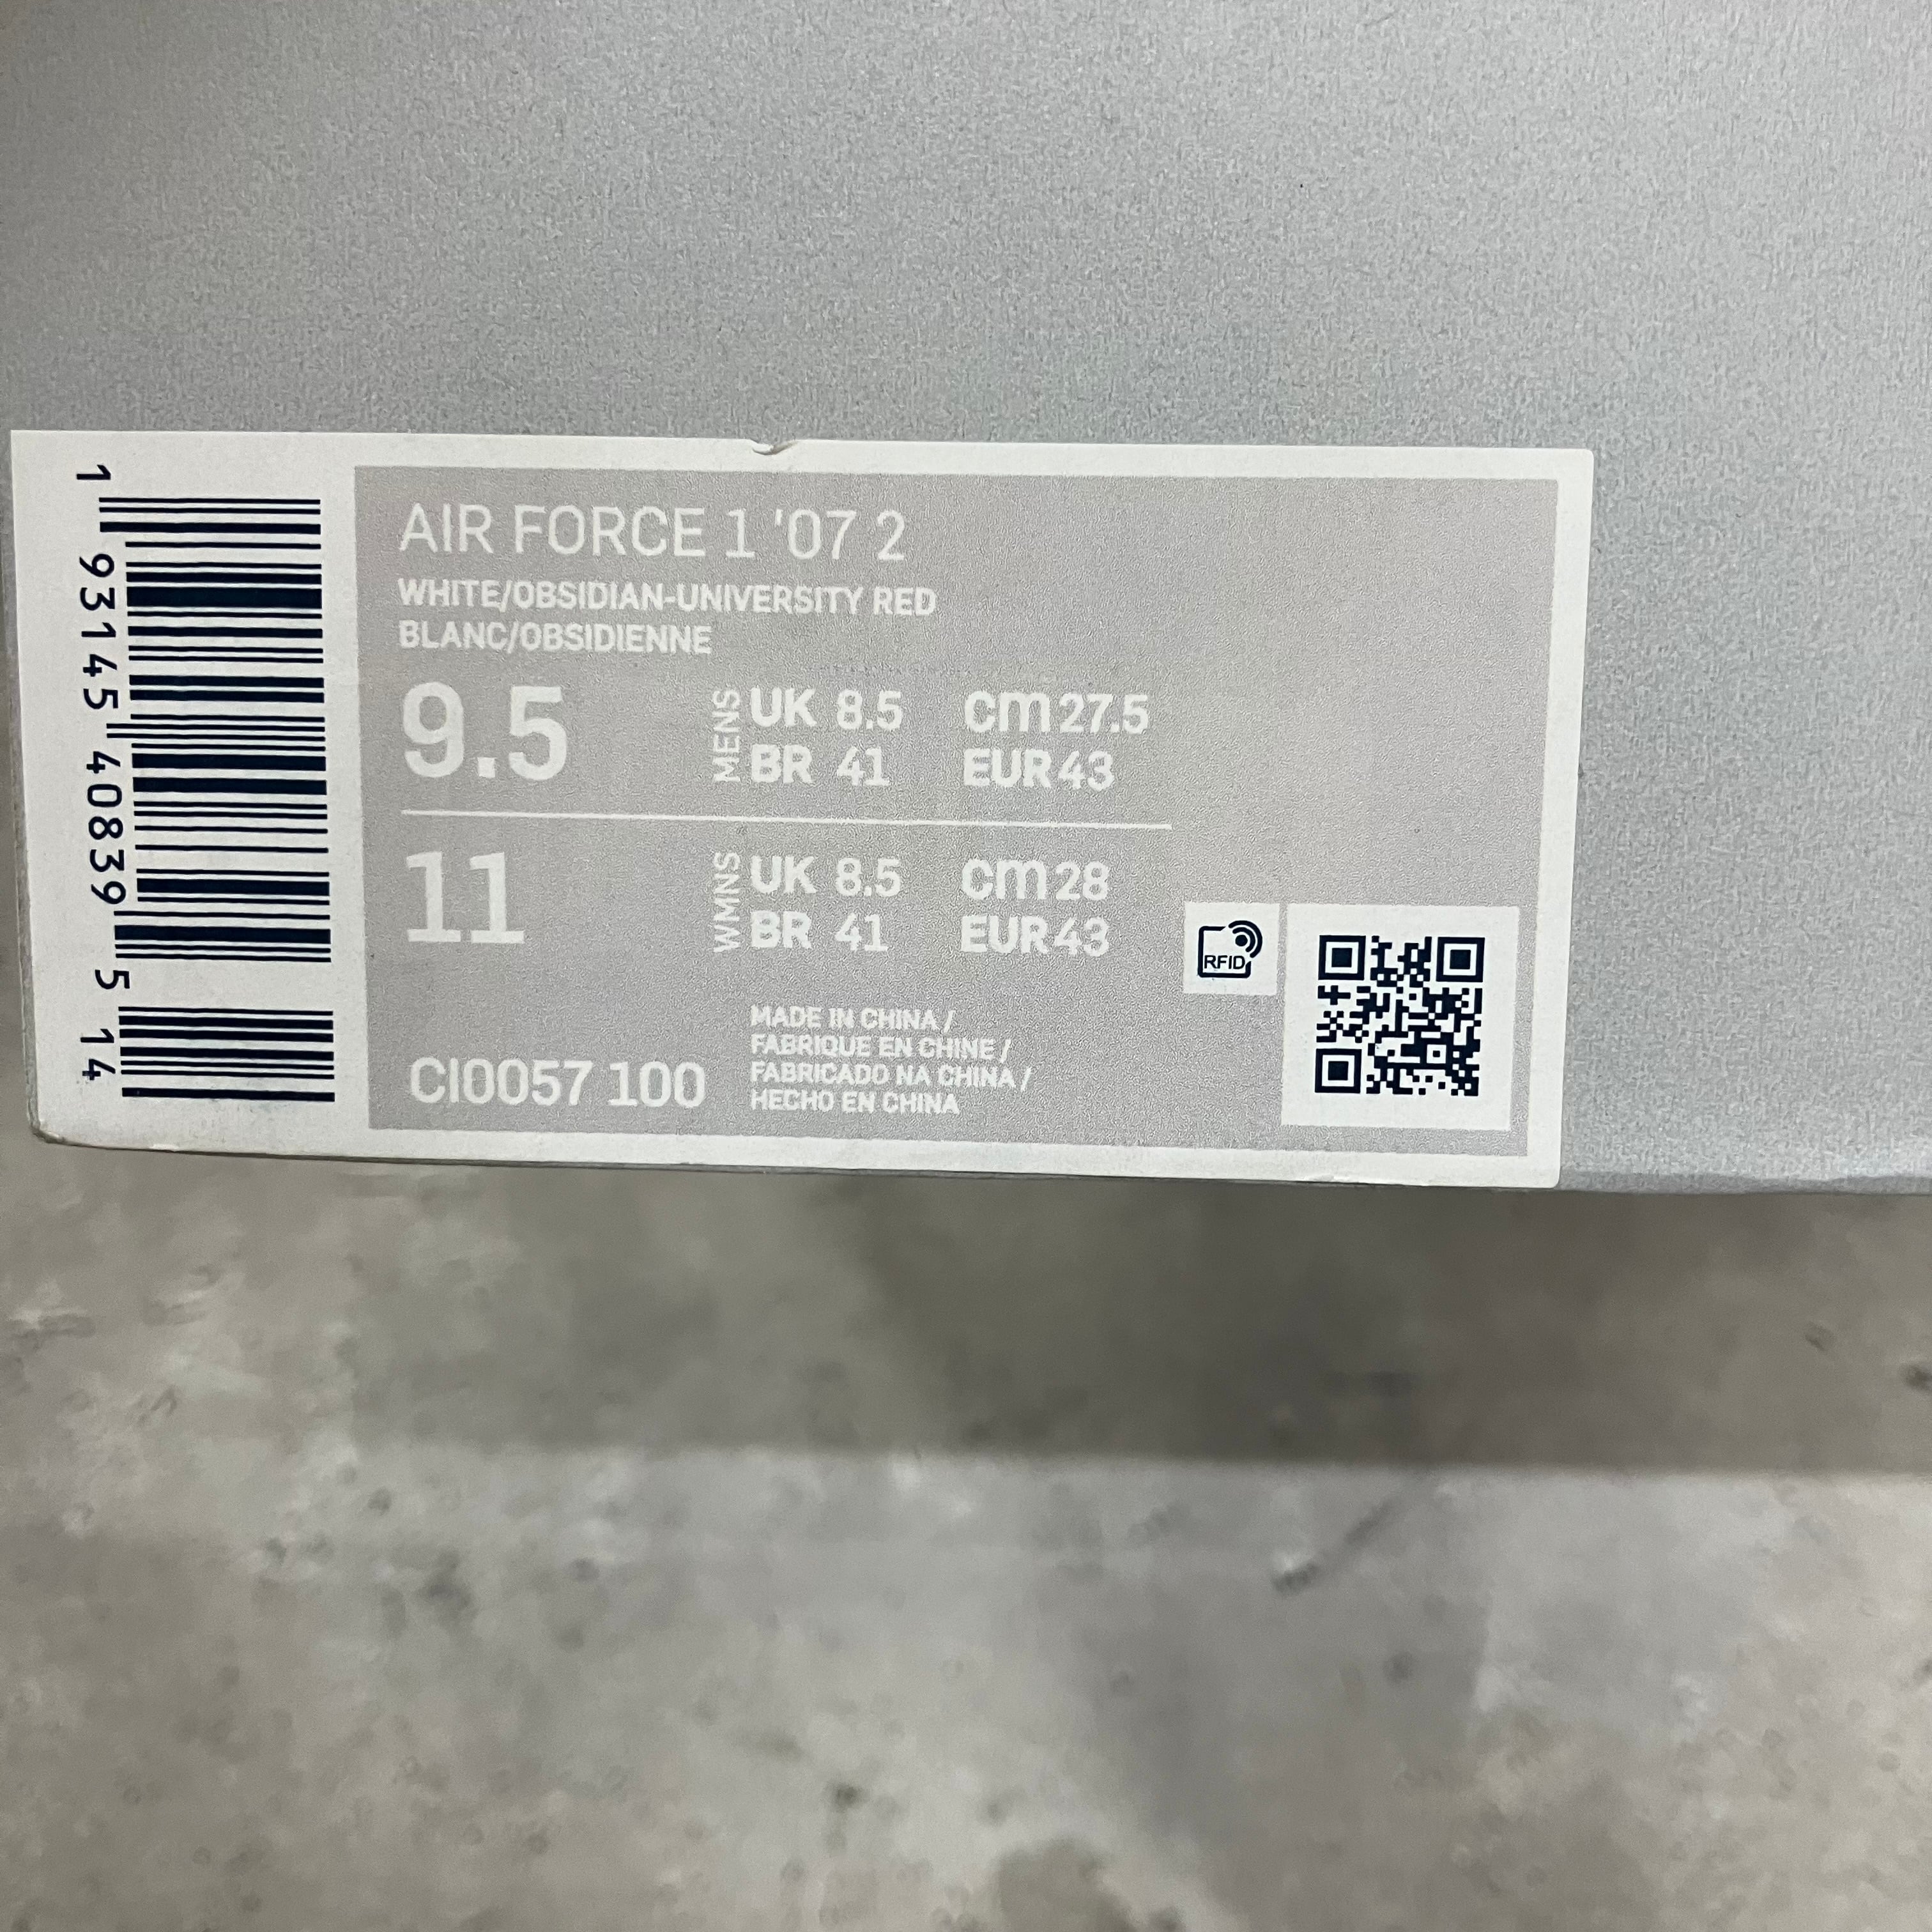 1 93145 40839 5 14
AIR FORCE 1 '07 2
WHITE/OBSIDIAN-UNIVERSITY RED
BLANC/OBSIDIENNE
9.5 MENS UK 8.5 cm 27.5
BR 41 EUR 43
11 WMNS UK 8.5 cm 28
BR 41 EUR 43
RFID
CI0057 100
MADE IN CHINA /
FABRIQUE EN CHINE /
FABRICADO NA CHINA /
HECHO EN CHINA